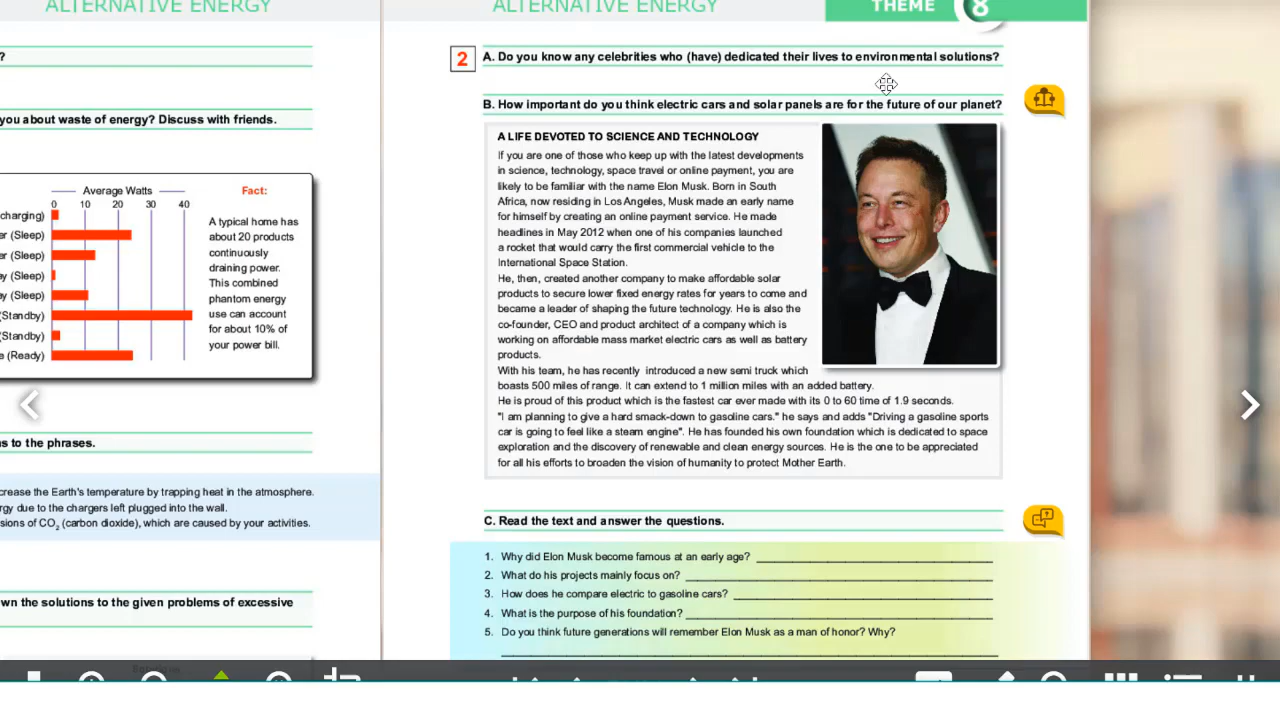 ALTERNATIVE ENERGY
?
you about waste of energy? Discuss with friends.
Average Watts
0 10 20 30 40
charging)
er (Sleep)
er (Sleep)
ay (Sleep)
ey (Sleep)
(Standby)
(Standby)
e (Ready)
Fact:
A typical home has
about 20 products
continuously
draining power.
This combined
phantom energy
use can account
for about 10% of
your power bill.
ns to the phrases.
crease the Earth's temperature by trapping heat in the atmosphere.
rgy due to the chargers left plugged into the wall.
sions of CO₂ (carbon dioxide), which are caused by your activities.
wn the solutions to the given problems of excessive
ALTERNATIVE ENERGY
THEME 8
2 A. Do you know any celebrities who (have) dedicated their lives to environmental solutions?
B. How important do you think electric cars and solar panels are for the future of our planet?
A LIFE DEVOTED TO SCIENCE AND TECHNOLOGY
If you are one of those who keep up with the latest developments
in science, technology, space travel or online payment, you are
likely to be familiar with the name Elon Musk. Born in South
Africa, now residing in Los Angeles, Musk made an early name
for himself by creating an online payment service. He made
headlines in May 2012 when one of his companies launched
a rocket that would carry the first commercial vehicle to the
International Space Station.
He, then, created another company to make affordable solar
products to secure lower fixed energy rates for years to come and
became a leader of shaping the future technology. He is also the
co-founder, CEO and product architect of a company which is
working on affordable mass market electric cars as well as battery
products.
With his team, he has recently introduced a new semi truck which
boasts 500 miles of range. It can extend to 1 million miles with an added battery.
He is proud of this product which is the fastest car ever made with its 0 to 60 time of 1.9 seconds.
"I am planning to give a hard smack-down to gasoline cars." he says and adds "Driving a gasoline sports
car is going to feel like a steam engine". He has founded his own foundation which is dedicated to space
exploration and the discovery of renewable and clean energy sources. He is the one to be appreciated
for all his efforts to broaden the vision of humanity to protect Mother Earth.
C. Read the text and answer the questions.
1. Why did Elon Musk become famous at an early age?
2. What do his projects mainly focus on?
3. How does he compare electric to gasoline cars?
4. What is the purpose of his foundation?
5. Do you think future generations will remember Elon Musk as a man of honor? Why?